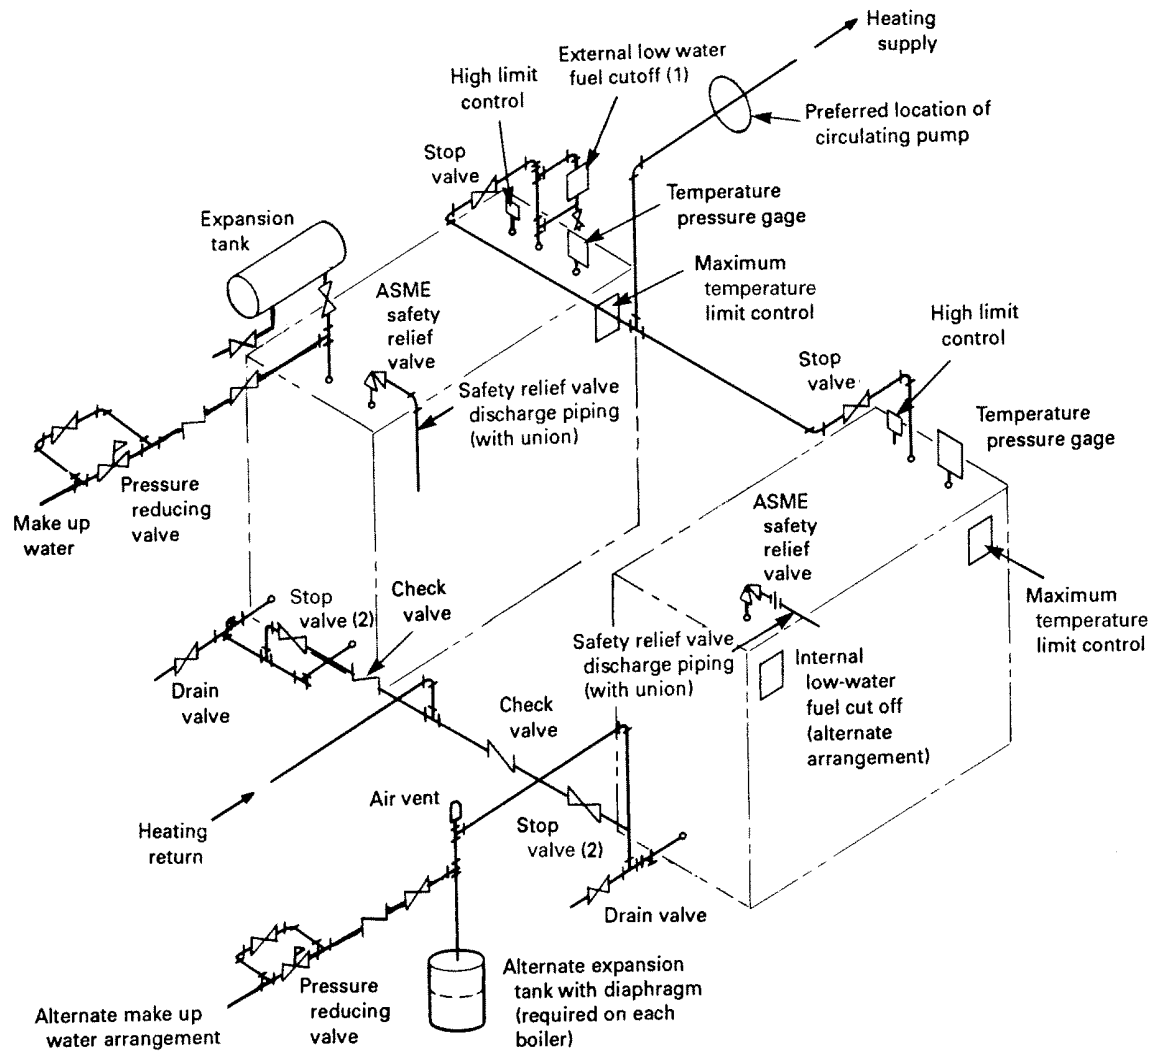 Heating
supply
External low water
fuel cutoff (1)
High limit
control
Preferred location of
circulating pump
Stop
valve
Temperature
pressure gage
Expansion
tank
Maximum
temperature
limit control
ASME
safety
relief
valve
High limit
control
Stop
valve
Safety relief valve
discharge piping
(with union)
Temperature
pressure gage
Pressure
reducing
valve
Make up
water
ASME
safety
relief
valve
Check
valve
Stop
valve (2)
Maximum
temperature
limit control
Safety relief valve
discharge piping
(with union)
Internal
low-water
fuel cut off
(alternate
arrangement)
Drain
valve
Check
valve
Air vent
Heating
return
Stop
valve (2)
Drain valve
Alternate expansion
tank with diaphragm
(required on each
boiler)
Pressure
reducing
valve
Alternate make up
water arrangement